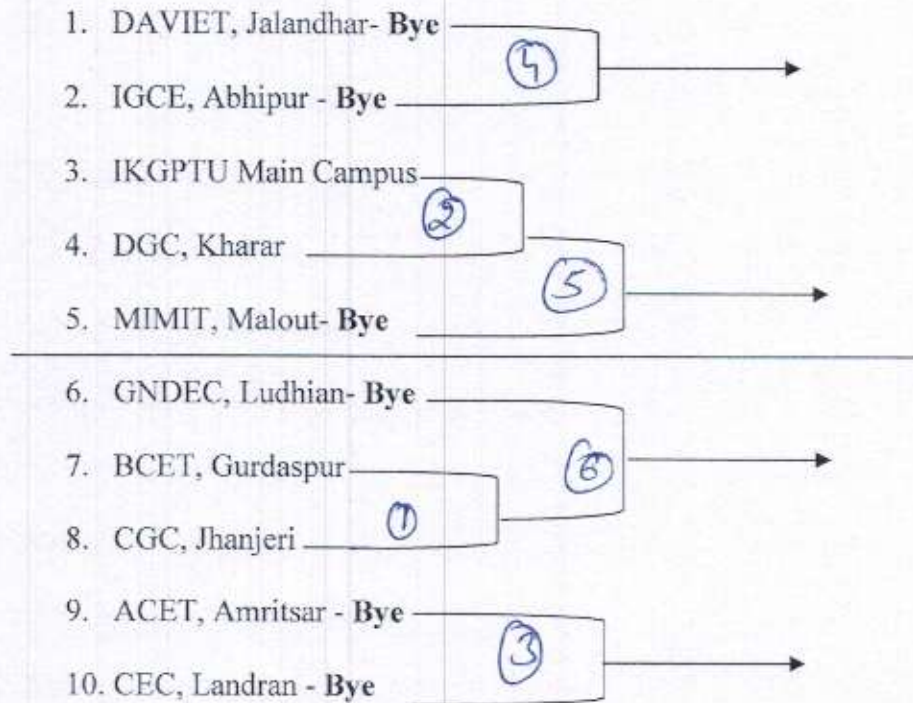 1. DAVIET, Jalandhar- Bye
4
2. IGCE, Abhipur - Bye
3. IKGPTU Main Campus
2
4. DGC, Kharar
5
5. MIMIT, Malout- Bye
6. GNDEC, Ludhian- Bye
6
7. BCET, Gurdaspur
1
8. CGC, Jhanjeri
9. ACET, Amritsar - Bye
3
10. CEC, Landran - Bye